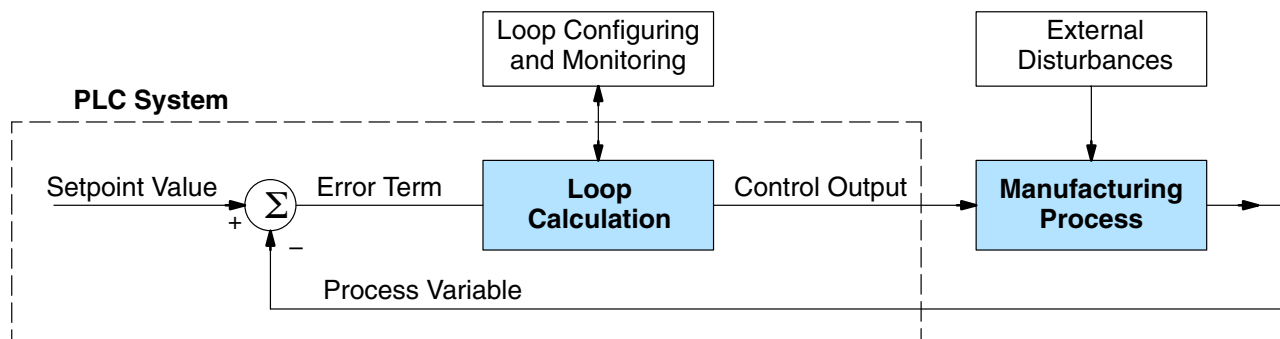 Loop Configuring
and Monitoring
External
Disturbances
PLC System
Setpoint Value
+
Σ
−
Error Term
Loop
Calculation
Control Output
Manufacturing
Process
Process Variable